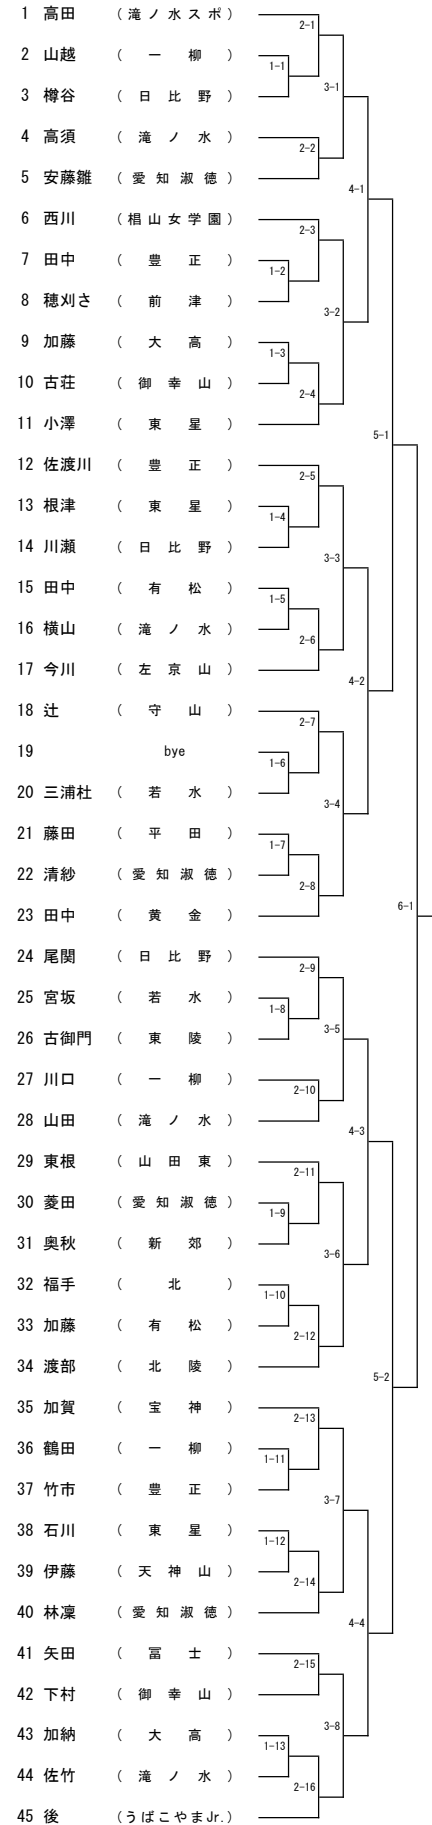 1 高田 （滝ノ水スポ）
2-1
2 山越 （一柳）
1-1
3 樽谷 （日比野）
3-1
4 高須 （滝ノ水）
2-2
5 安藤雛 （愛知淑徳）
4-1
6 西川 （椙山女学園）
2-3
7 田中 （豊正）
1-2
8 穂刈さ （前津）
3-2
9 加藤 （大高）
1-3
10 古荘 （御幸山）
2-4
11 小澤 （東星）
5-1
12 佐渡川 （豊正）
2-5
13 根津 （東星）
1-4
14 川瀬 （日比野）
3-3
15 田中 （有松）
1-5
16 横山 （滝ノ水）
2-6
17 今川 （左京山）
4-2
18 辻 （守山）
2-7
19 bye
1-6
20 三浦杜 （若水）
3-4
21 藤田 （平田）
1-7
22 清紗 （愛知淑徳）
2-8
23 田中 （黄金）
6-1
24 尾関 （日比野）
2-9
25 宮坂 （若水）
1-8
26 古御門 （東陵）
3-5
27 川口 （一柳）
2-10
28 山田 （滝ノ水）
4-3
29 東根 （山田東）
2-11
30 菱田 （愛知淑徳）
1-9
31 奥秋 （新郊）
3-6
32 福手 （北）
1-10
33 加藤 （有松）
2-12
34 渡部 （北陵）
5-2
35 加賀 （宝神）
2-13
36 鶴田 （一柳）
1-11
37 竹市 （豊正）
3-7
38 石川 （東星）
1-12
39 伊藤 （天神山）
2-14
40 林凜 （愛知淑徳）
4-4
41 矢田 （冨士）
2-15
42 下村 （御幸山）
3-8
43 加納 （大高）
1-13
44 佐竹 （滝ノ水）
2-16
45 後 （うばこやまJr.）